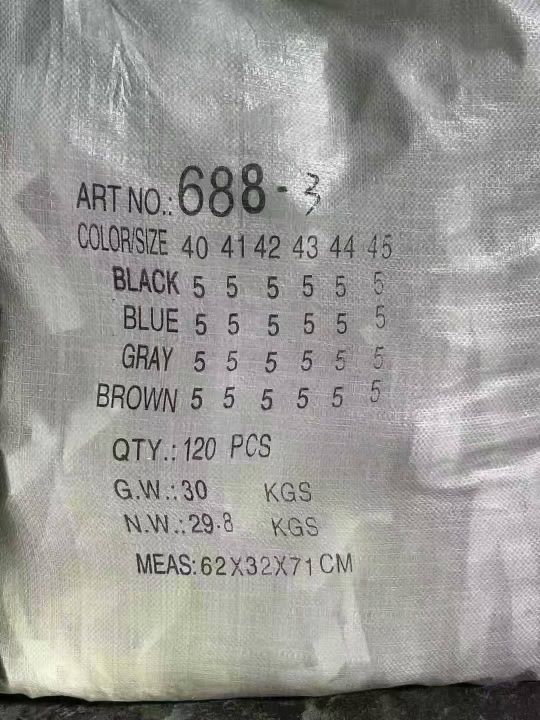 ART NO.: 688-3
COLOR/SIZE 40 41 42 43 44 45
BLACK 5 5 5 5 5 5
BLUE 5 5 5 5 5 5
GRAY 5 5 5 5 5 5
BROWN 5 5 5 5 5 5
QTY.: 120 PCS
G.W.: 30 KGS
N.W.: 29.8 KGS
MEAS: 62X32X71CM